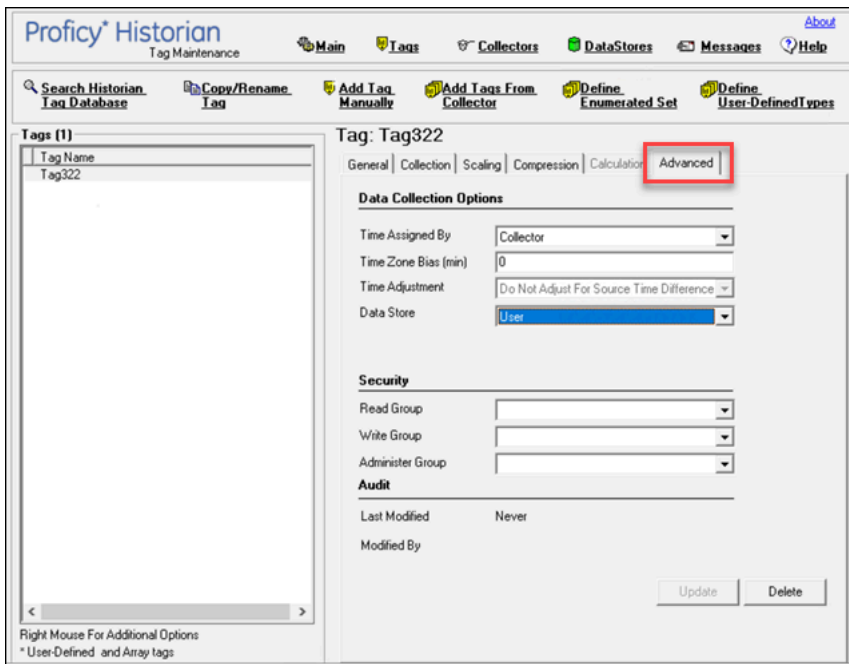 Proficy* Historian
Tag Maintenance
Main
Tags
Collectors
DataStores
Messages
About
Help
Search Historian Tag Database
Copy/Rename Tag
Add Tag Manually
Add Tags From Collector
Define Enumerated Set
Define User-DefinedTypes
Tags (1)
Tag Name
Tag322
Right Mouse For Additional Options
* User-Defined and Array tags
Tag: Tag322
General Collection Scaling Compression Calculation Advanced
Data Collection Options
Time Assigned By Collector
Time Zone Bias (min) 0
Time Adjustment Do Not Adjust For Source Time Difference
Data Store User
Security
Read Group
Write Group
Administer Group
Audit
Last Modified Never
Modified By
Update Delete